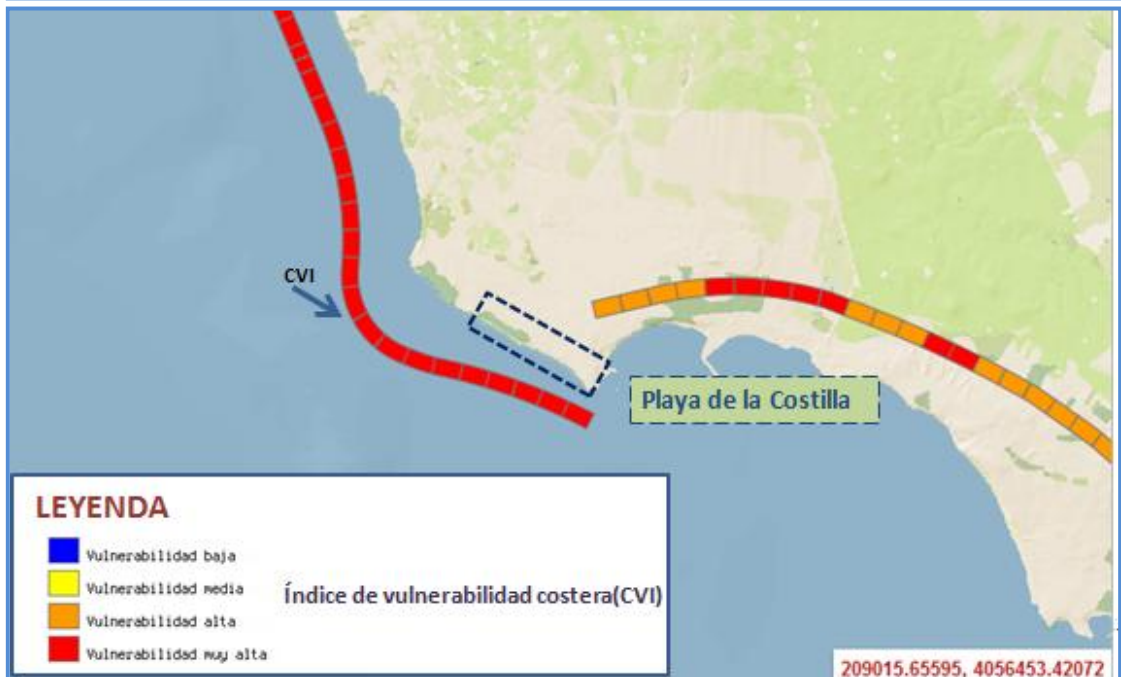 CVI
Playa de la Costilla
LEYENDA
Vulnerabilidad baja
Vulnerabilidad media
Vulnerabilidad alta
Vulnerabilidad muy alta
Índice de vulnerabilidad costera(CVI)
209015.65595, 4056453.42072